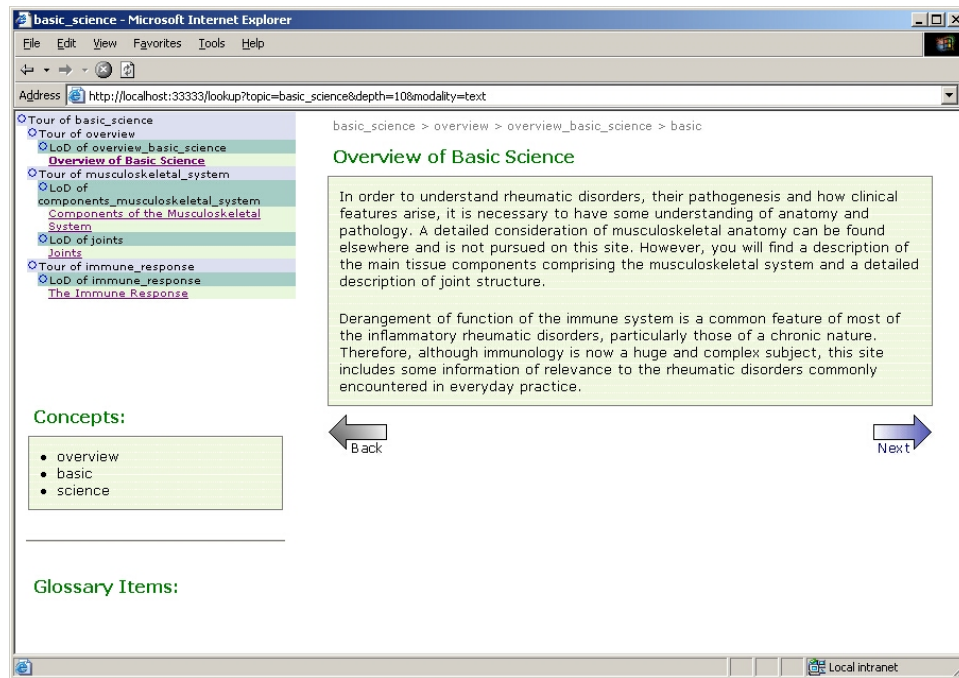 basic_science - Microsoft Internet Explorer
File Edit View Favorites Tools Help
Address http://localhost:33333/lookup?topic=basic_science&depth=10&modality=text
Tour of basic_science
Tour of overview
LoD of overview_basic_science
Overview of Basic Science
Tour of musculoskeletal_system
LoD of
components_musculoskeletal_system
Components of the Musculoskeletal
System
LoD of joints
Joints
Tour of immune_response
LoD of immune_response
The Immune Response
Concepts:
overview
basic
science
Glossary Items:
basic_science > overview > overview_basic_science > basic
Overview of Basic Science
In order to understand rheumatic disorders, their pathogenesis and how clinical
features arise, it is necessary to have some understanding of anatomy and
pathology. A detailed consideration of musculoskeletal anatomy can be found
elsewhere and is not pursued on this site. However, you will find a description of
the main tissue components comprising the musculoskeletal system and a detailed
description of joint structure.
Derangement of function of the immune system is a common feature of most of
the inflammatory rheumatic disorders, particularly those of a chronic nature.
Therefore, although immunology is now a huge and complex subject, this site
includes some information of relevance to the rheumatic disorders commonly
encountered in everyday practice.
Back
Next
Local intranet